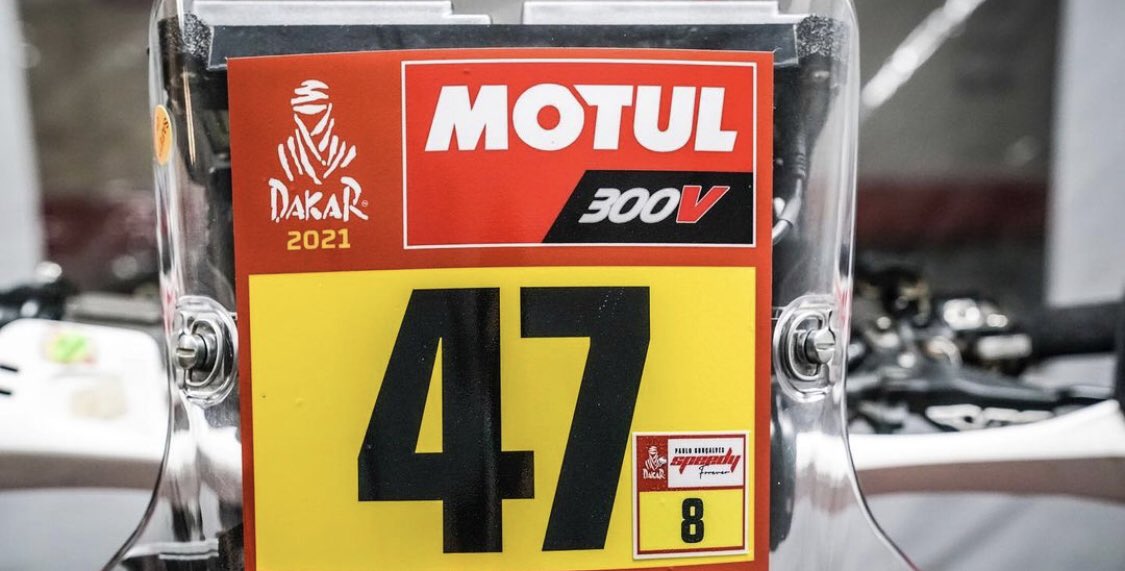 DAKAR
2021
MOTUL
300V
47
PAULO GONÇALVES
speedy
Forever
DAKAR
8